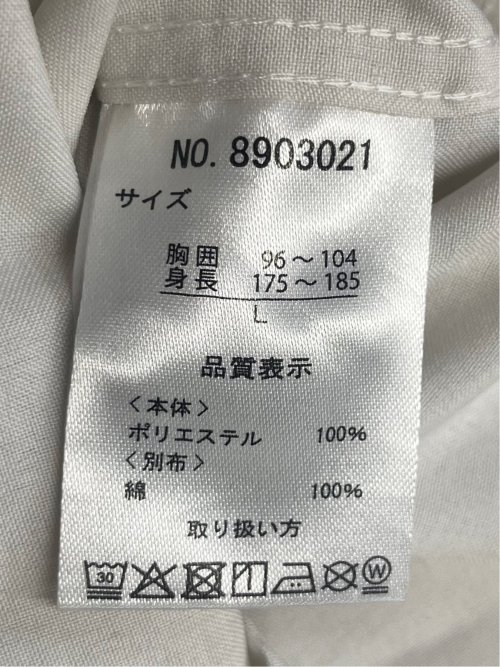 NO. 8903021
サイズ
胸囲 96～104
身長 175～185
L
品質表示
<本体>
ポリエステル 100%
<別布>
綿 100%
取り扱い方
30 W